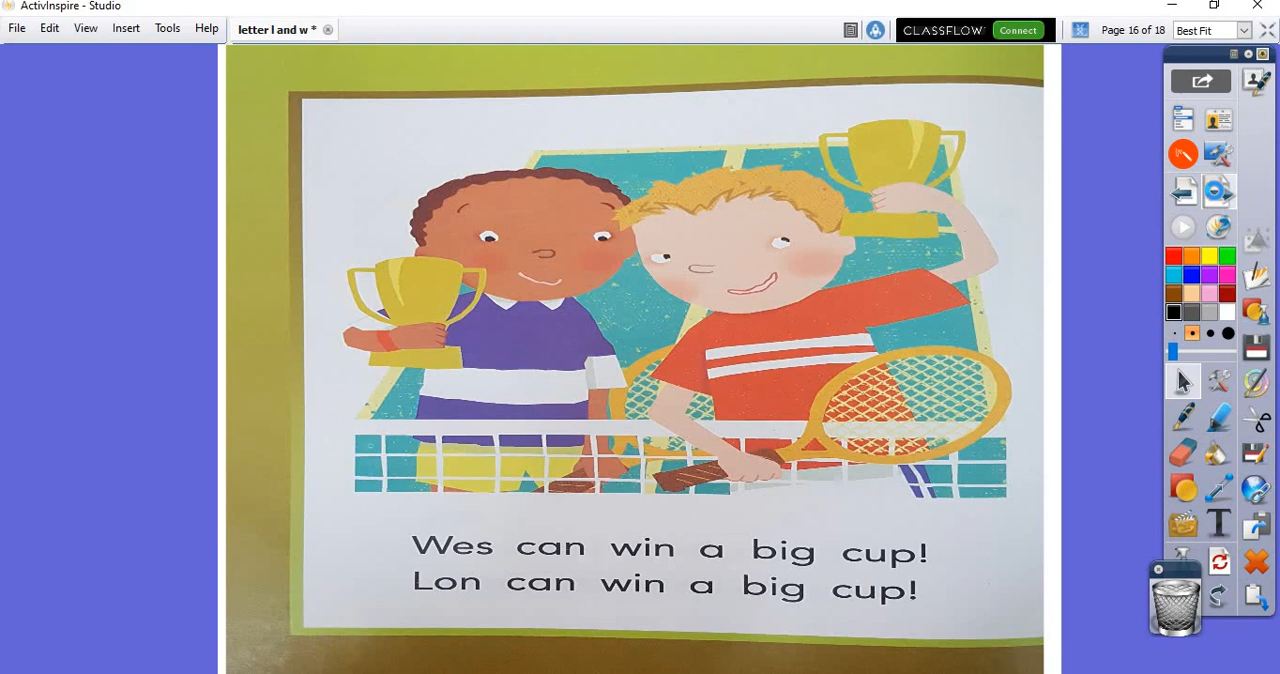 ActivInspire - Studio
File Edit View Insert Tools Help
letter l and w *
CLASSFLOW Connect
Page 16 of 18
Best Fit
T
Wes can win a big cup!
Lon can win a big cup!